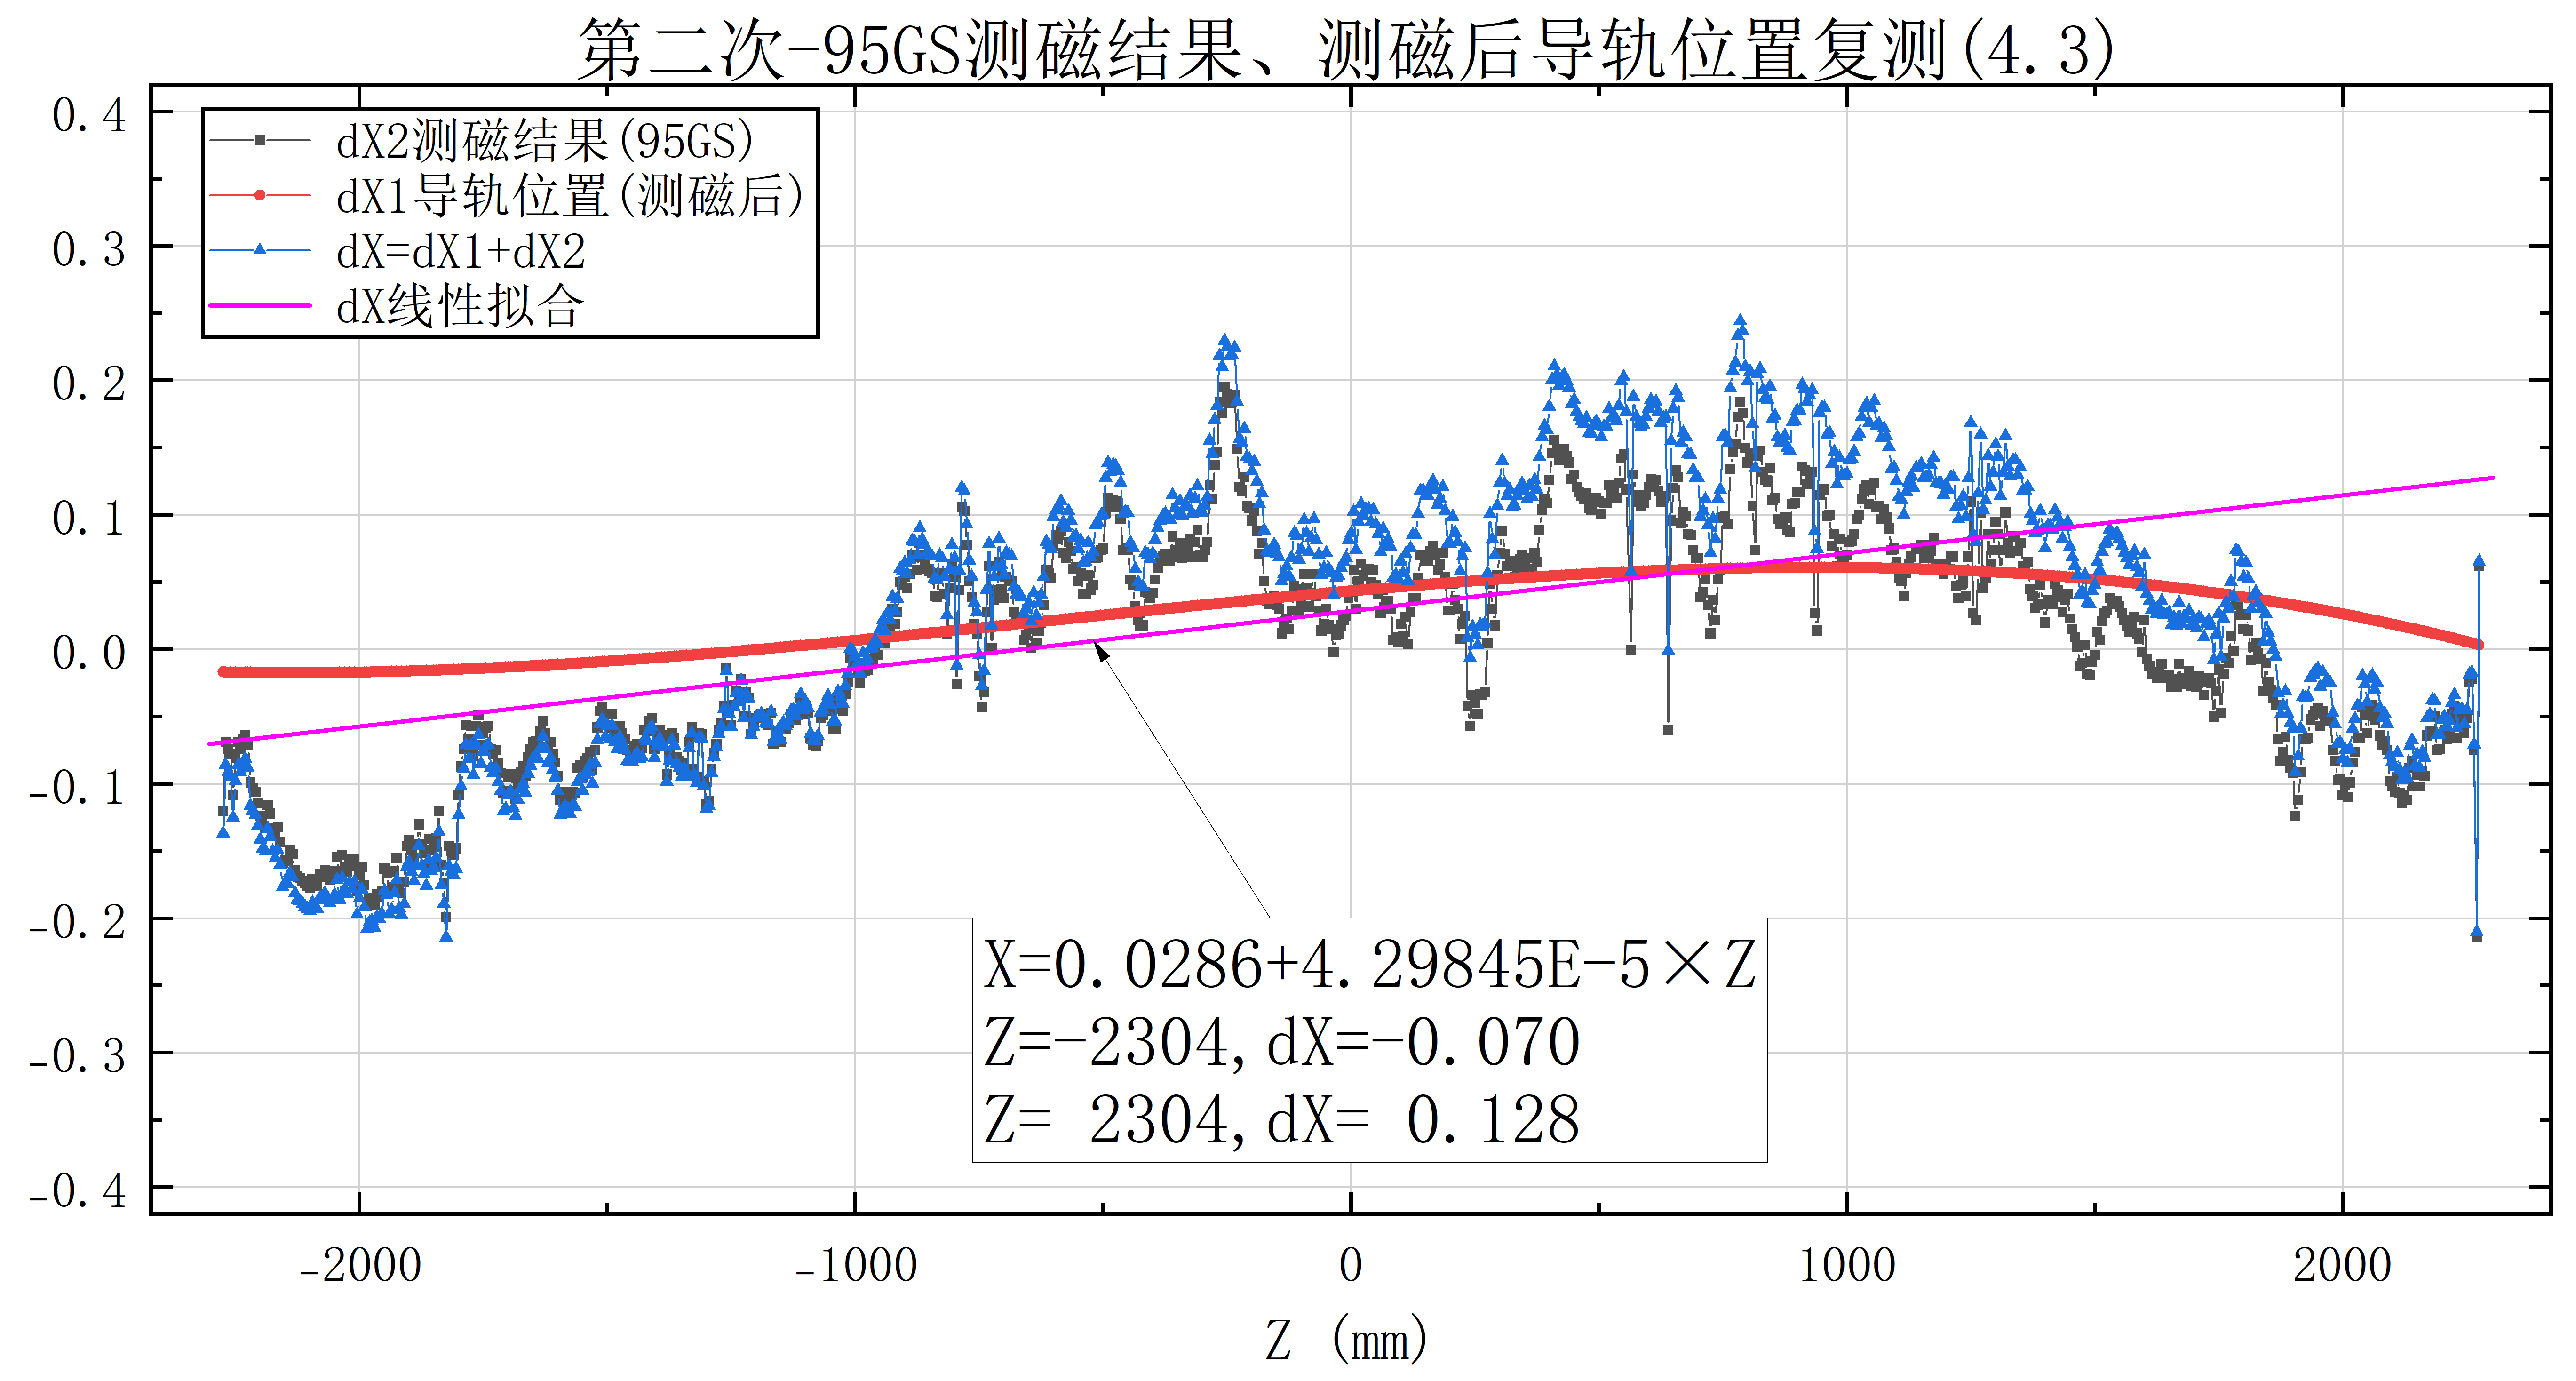 第二次-95GS测磁结果、测磁后导轨位置复测(4.3)
dX2测磁结果(95GS)
dX1导轨位置(测磁后)
dX=dX1+dX2
dX线性拟合
0.4
0.3
0.2
0.1
0.0
-0.1
-0.2
-0.3
-0.4
X=0.0286+4.29845E-5×Z
Z=-2304,dX=-0.070
Z= 2304,dX= 0.128
-2000
-1000
0
1000
2000
Z (mm)